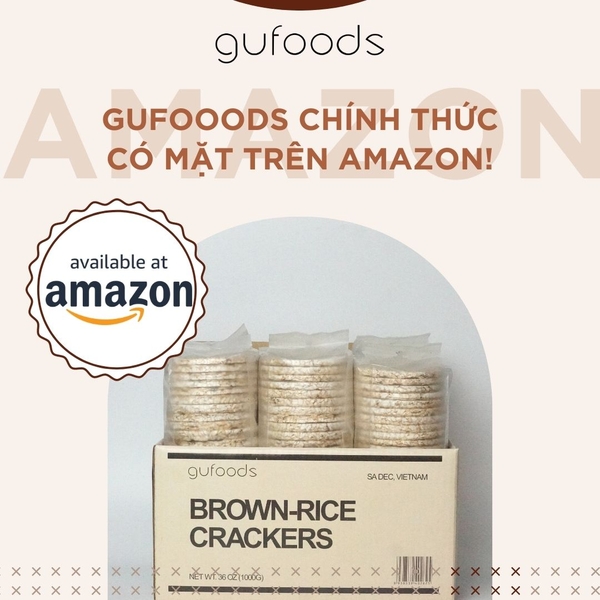 gufoods
AMAZON
GUFOOODS CHÍNH THỨC
CÓ MẶT TRÊN AMAZON!
available at
amazon
gufoods
SA DEC, VIETNAM
BROWN-RICE
CRACKERS
NET WT. 36 OZ (1000G)